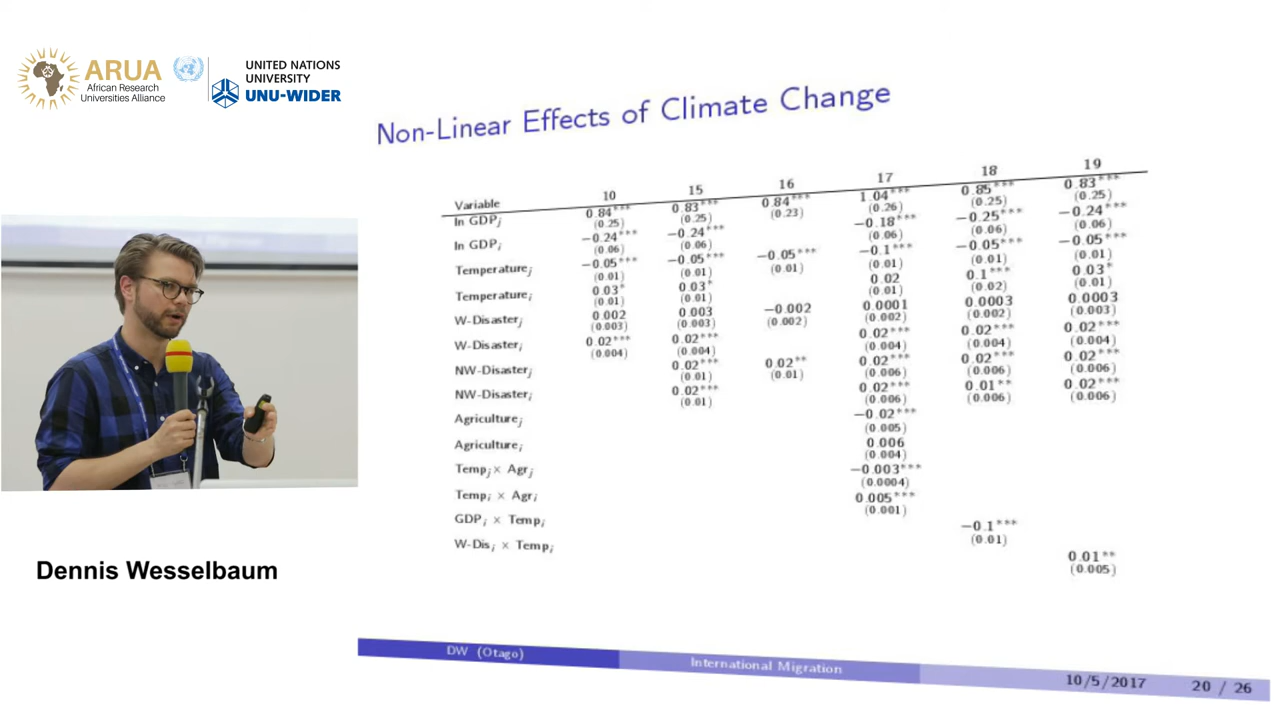 ARUA
African Research
Universities Alliance
UNITED NATIONS
UNIVERSITY
UNU-WIDER
Non-Linear Effects of Climate Change
Variable 10 15 16 17 18 19
ln GDPj 0.84*** 0.83*** 0.84*** 1.04*** 0.85*** 0.83***
(0.25) (0.25) (0.23) (0.26) (0.25) (0.25)
ln GDPi −0.24*** −0.24*** −0.18*** −0.25*** −0.24***
(0.06) (0.06) (0.06) (0.06) (0.06)
Temperaturej −0.05*** −0.05*** −0.05*** −0.1*** −0.05*** −0.05***
(0.01) (0.01) (0.01) (0.01) (0.01) (0.01)
Temperaturei 0.03* 0.03* 0.02 0.1*** 0.03*
(0.01) (0.01) (0.01) (0.02) (0.01)
W-Disasterj 0.002 0.003 −0.002 0.0001 0.0003 0.0003
(0.003) (0.003) (0.002) (0.002) (0.002) (0.003)
W-Disasteri 0.02*** 0.02*** 0.02*** 0.02*** 0.02***
(0.004) (0.004) (0.004) (0.004) (0.004)
NW-Disasterj 0.02*** 0.02** 0.02*** 0.02*** 0.02***
(0.01) (0.01) (0.006) (0.006) (0.006)
NW-Disasteri 0.02*** 0.02*** 0.01** 0.02***
(0.01) (0.006) (0.006) (0.006)
Agriculturej −0.02***
(0.005)
Agriculturei 0.006
(0.004)
Tempj × Agrj −0.003***
(0.0004)
Tempi × Agri 0.005***
(0.001)
GDPi × Tempi −0.1***
(0.01)
W-Disi × Tempi 0.01**
(0.005)
Dennis Wesselbaum
DW (Otago) International Migration 10/5/2017 20 / 26